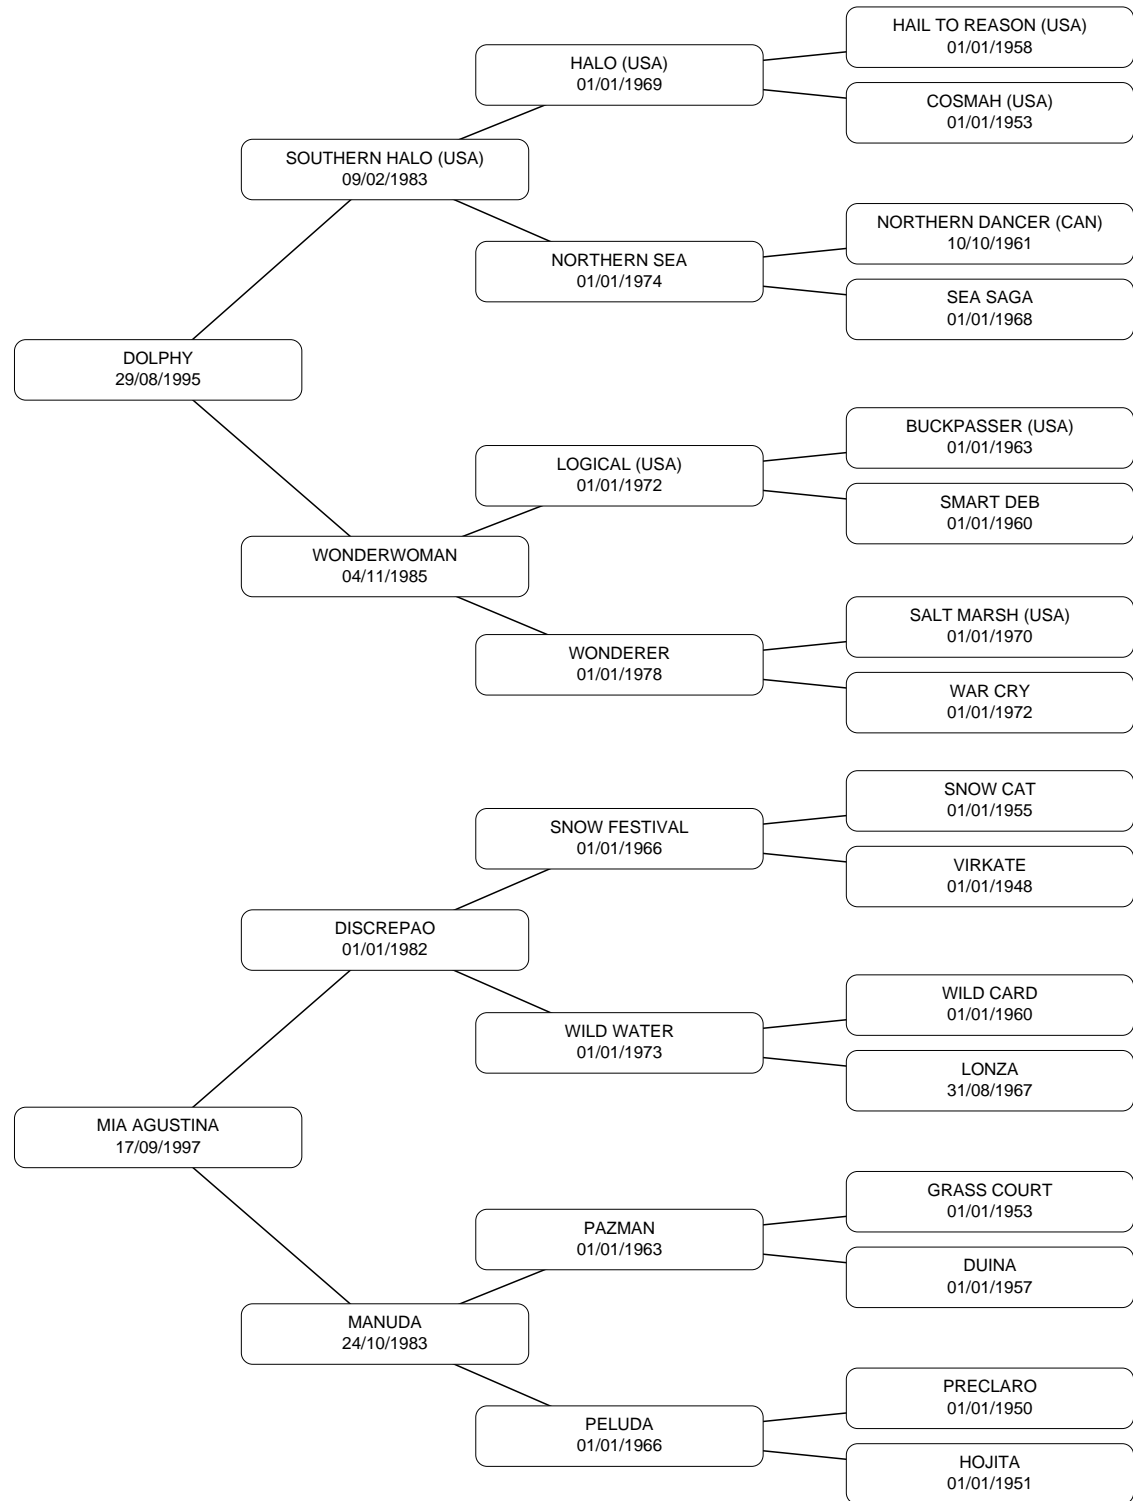 HAIL TO REASON (USA)
01/01/1958
HALO (USA)
01/01/1969
COSMAH (USA)
01/01/1953
SOUTHERN HALO (USA)
09/02/1983
NORTHERN DANCER (CAN)
10/10/1961
NORTHERN SEA
01/01/1974
SEA SAGA
01/01/1968
DOLPHY
29/08/1995
BUCKPASSER (USA)
01/01/1963
LOGICAL (USA)
01/01/1972
SMART DEB
01/01/1960
WONDERWOMAN
04/11/1985
SALT MARSH (USA)
01/01/1970
WONDERER
01/01/1978
WAR CRY
01/01/1972
SNOW CAT
01/01/1955
SNOW FESTIVAL
01/01/1966
VIRKATE
01/01/1948
DISCREPAO
01/01/1982
WILD CARD
01/01/1960
WILD WATER
01/01/1973
LONZA
31/08/1967
MIA AGUSTINA
17/09/1997
GRASS COURT
01/01/1953
PAZMAN
01/01/1963
DUINA
01/01/1957
MANUDA
24/10/1983
PRECLARO
01/01/1950
PELUDA
01/01/1966
HOJITA
01/01/1951